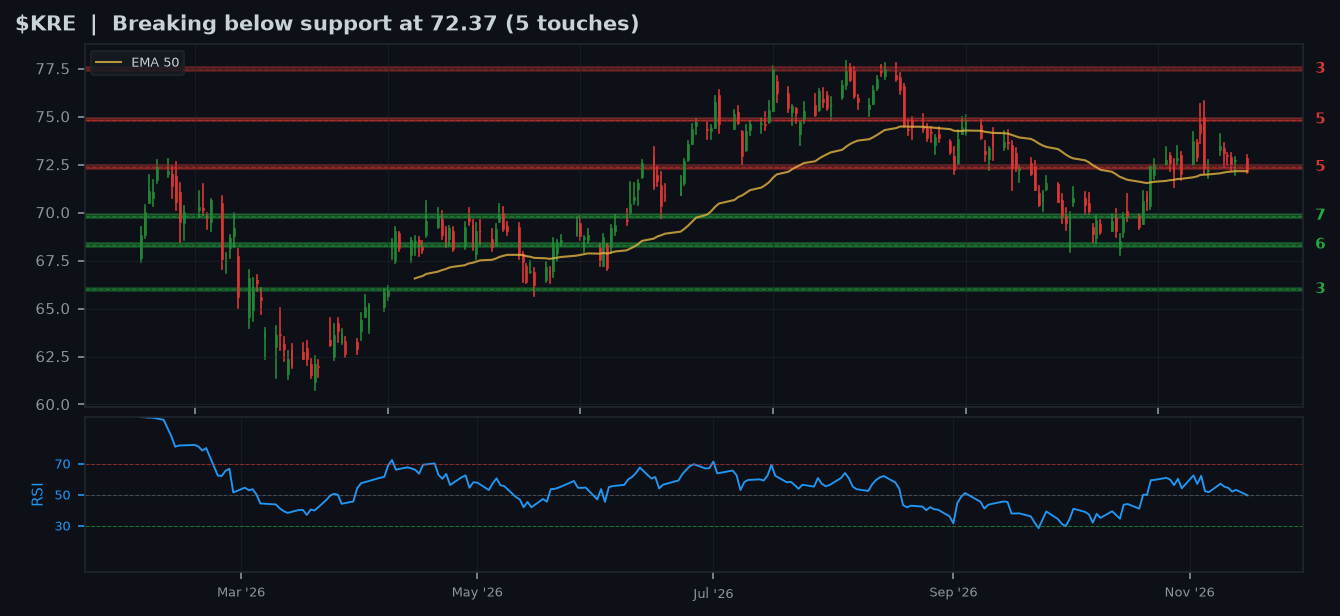 $KRE | Breaking below support at 72.37 (5 touches)
EMA 50
77.5
75.0
72.5
70.0
67.5
65.0
62.5
60.0
3
5
5
7
6
3
RSI
70
50
30
Mar '26
May '26
Jul '26
Sep '26
Nov '26